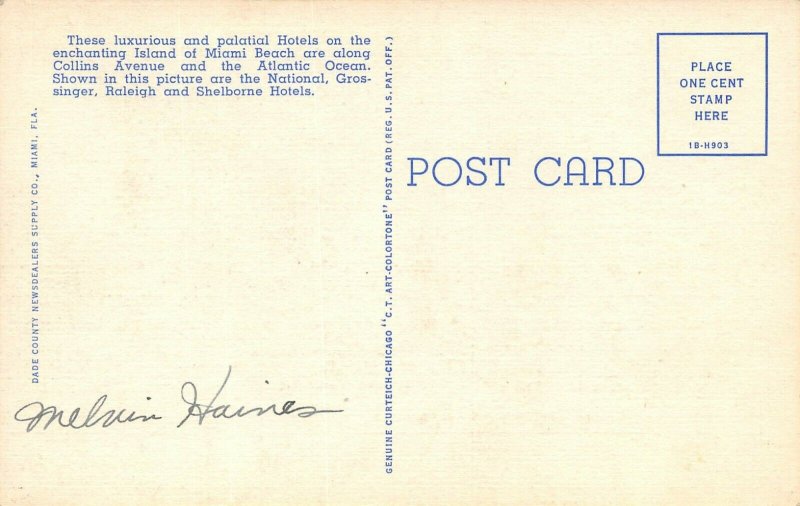 These luxurious and palatial Hotels on the
enchanting Island of Miami Beach are along
Collins Avenue and the Atlantic Ocean.
Shown in this picture are the National, Gros-
singer, Raleigh and Shelborne Hotels.
DADE COUNTY NEWSDEALERS SUPPLY CO., MIAMI, FLA.
Melvin Haines
GENUINE CURTEICH-CHICAGO "C.T. ART-COLORTONE" POST CARD (REG. U.S. PAT. OFF.)
POST CARD
PLACE
ONE CENT
STAMP
HERE
1B-H903